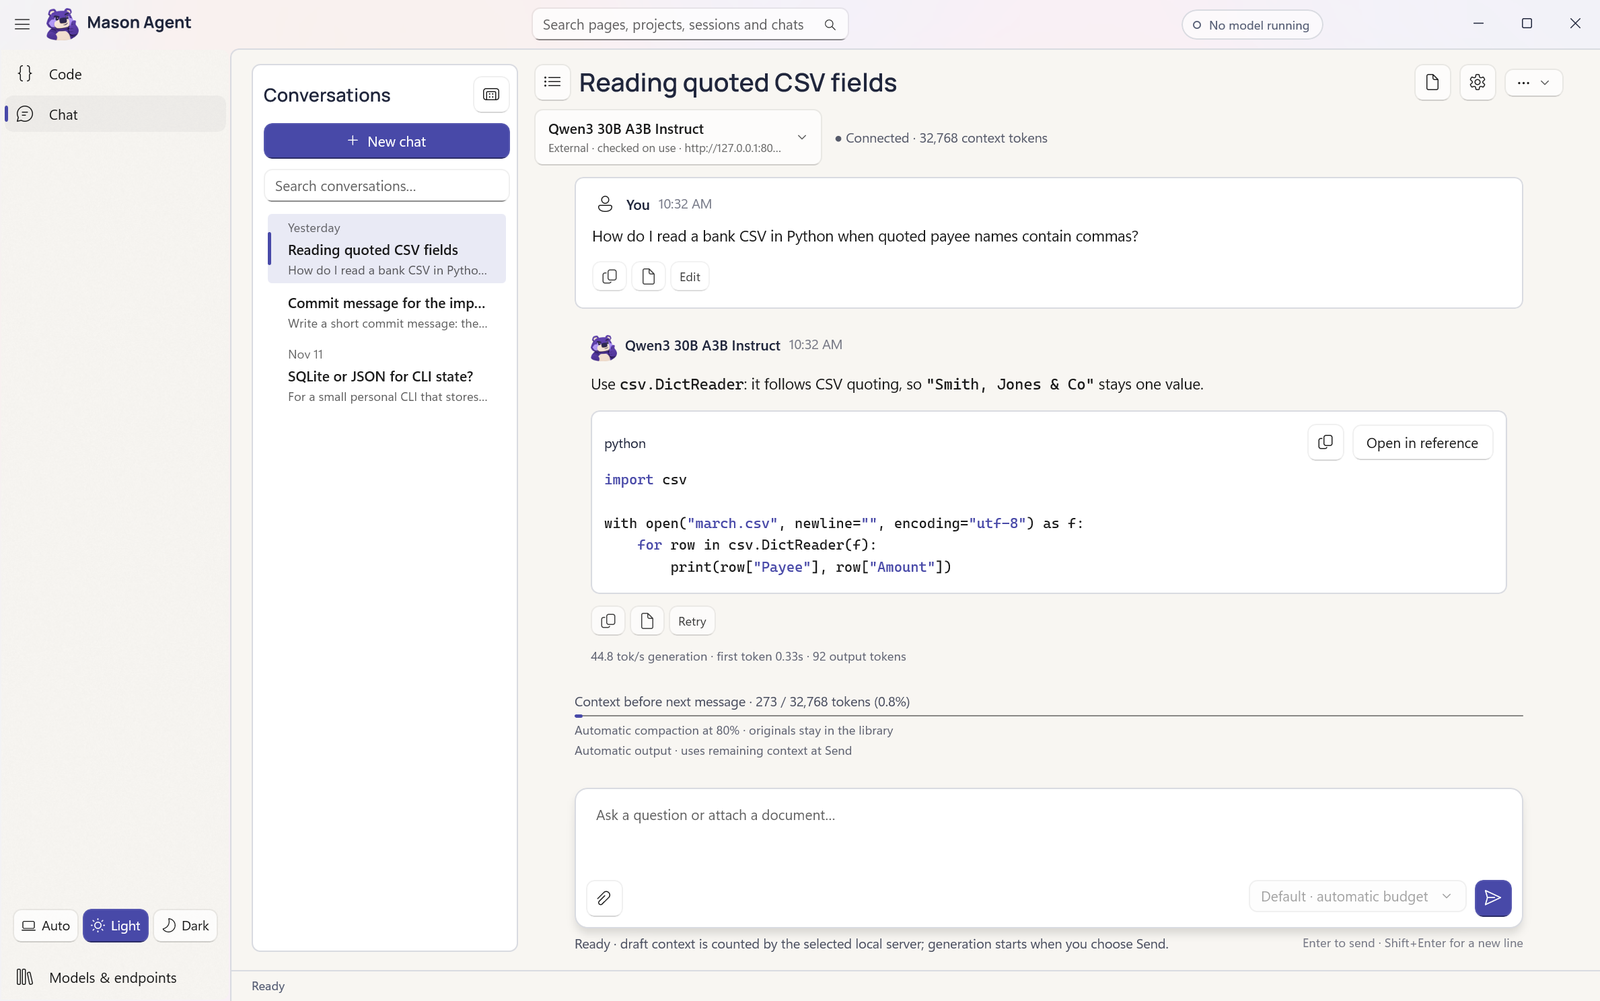 Mason Agent
Search pages, projects, sessions and chats
No model running
Code
Chat
Conversations
New chat
Search conversations...
Yesterday
Reading quoted CSV fields
How do I read a bank CSV in Pytho...
Commit message for the imp...
Write a short commit message: the...
Nov 11
SQLite or JSON for CLI state?
For a small personal CLI that stores...
Reading quoted CSV fields
Qwen3 30B A3B Instruct
External · checked on use · http://127.0.0.1:80...
Connected · 32,768 context tokens
You 10:32 AM
How do I read a bank CSV in Python when quoted payee names contain commas?
Edit
Qwen3 30B A3B Instruct 10:32 AM
Use csv.DictReader: it follows CSV quoting, so "Smith, Jones & Co" stays one value.
python
Open in reference
import csv
with open("march.csv", newline="", encoding="utf-8") as f:
    for row in csv.DictReader(f):
        print(row["Payee"], row["Amount"])
Retry
44.8 tok/s generation · first token 0.33s · 92 output tokens
Context before next message · 273 / 32,768 tokens (0.8%)
Automatic compaction at 80% · originals stay in the library
Automatic output · uses remaining context at Send
Ask a question or attach a document...
Default · automatic budget
Ready · draft context is counted by the selected local server; generation starts when you choose Send.
Enter to send · Shift+Enter for a new line
Auto
Light
Dark
Models & endpoints
Ready